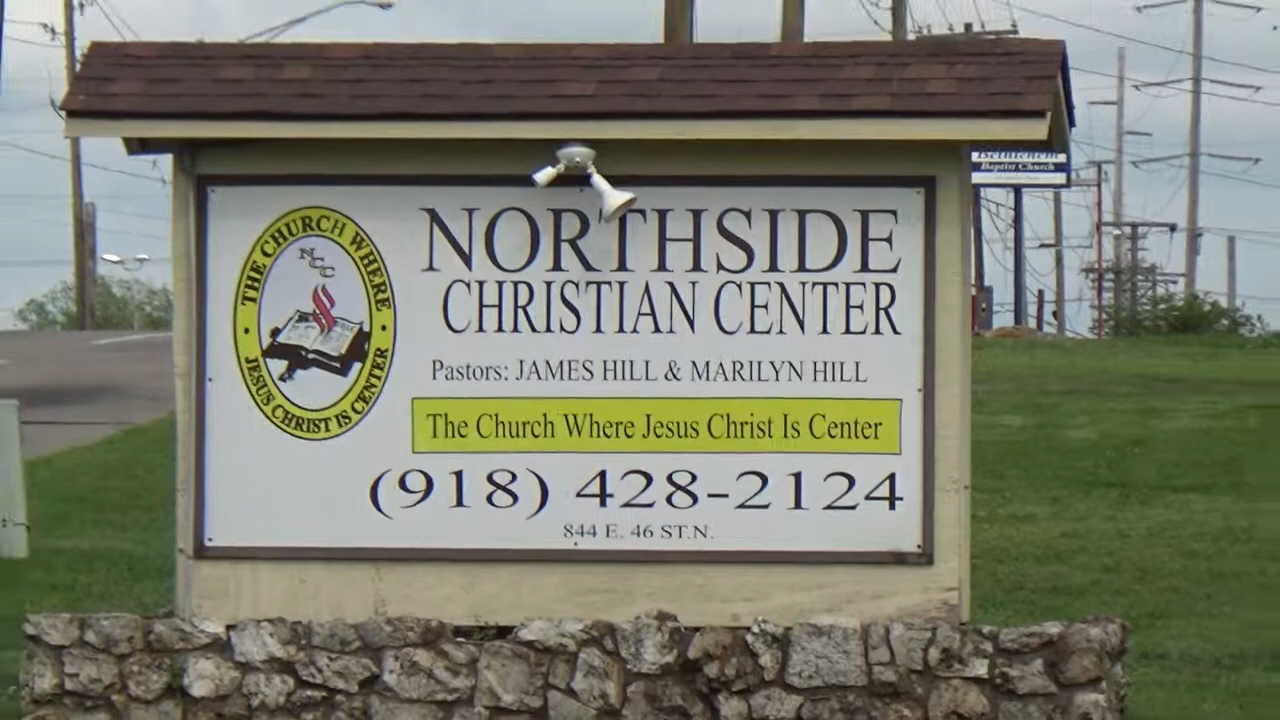 Bethlehem
Baptist Church
THE CHURCH WHERE
NCC
JESUS CHRIST IS CENTER
NORTHSIDE
CHRISTIAN CENTER
Pastors: JAMES HILL & MARILYN HILL
The Church Where Jesus Christ Is Center
(918) 428-2124
844 E. 46 ST.N.